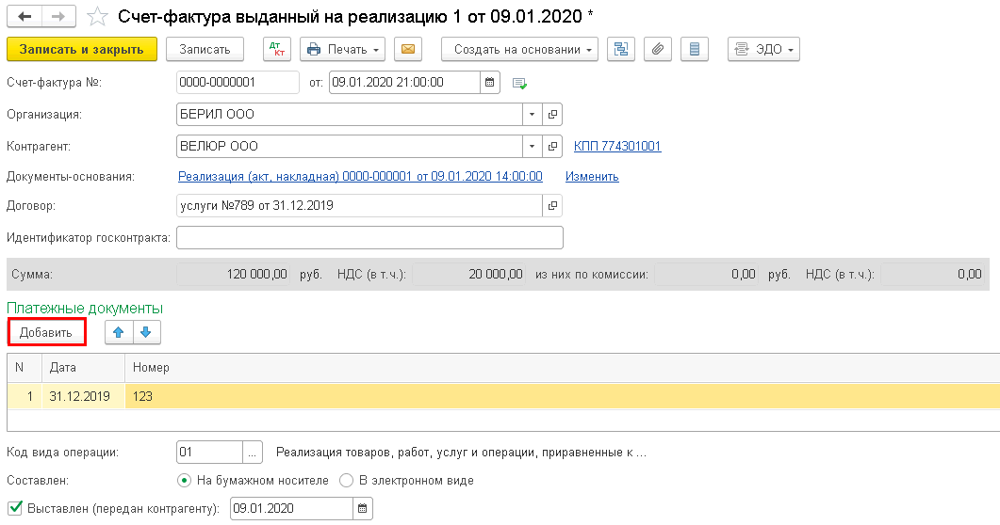 Счет-фактура выданный на реализацию 1 от 09.01.2020 *
Записать и закрыть Записать Дт Кт Печать Создать на основании ЭДО
Счет-фактура №: 0000-0000001 от: 09.01.2020 21:00:00
Организация: БЕРИЛ ООО
Контрагент: ВЕЛЮР ООО КПП 774301001
Документы-основания: Реализация (акт, накладная) 0000-000001 от 09.01.2020 14:00:00 Изменить
Договор: услуги №789 от 31.12.2019
Идентификатор госконтракта:
Сумма: 120 000,00 руб. НДС (в т.ч.): 20 000,00 из них по комиссии: 0,00 руб. НДС (в т.ч.): 0,00
Платежные документы
Добавить
N Дата Номер
1 31.12.2019 123
Код вида операции: 01 ... Реализация товаров, работ, услуг и операции, приравненные к ...
Составлен: На бумажном носителе В электронном виде
Выставлен (передан контрагенту): 09.01.2020